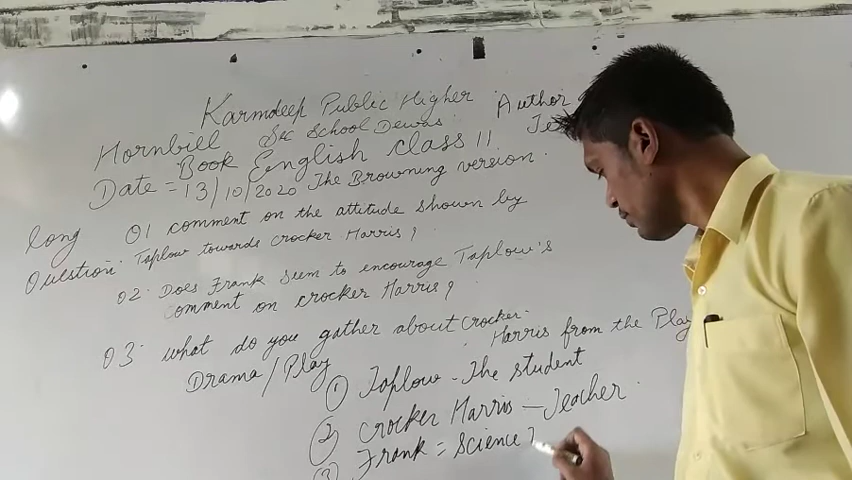 Karmdeep Public Higher Author
Hornbill Sec School Dewas
Book English class 11
Date = 13/10/2020 The Browning version.
long Q1 comment on the attitude shown by
Question. Taplow towards crocker Harris?
Q2. Does Frank seem to encourage Taplow's
comment on crocker Harris?
Q3. what do you gather about Crocker-
Harris from the Play
Drama/Play
① Taplow - The student
② Crocker Harris - Teacher.
③ Frank = Science